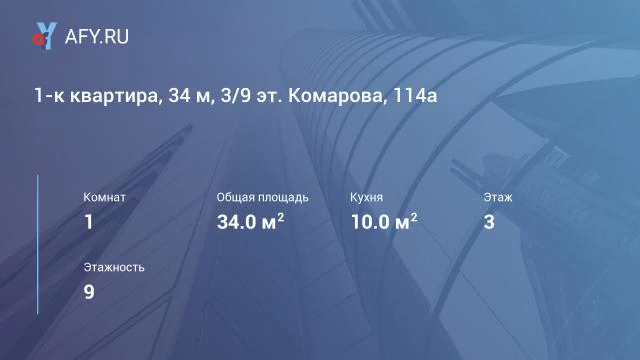 AFY.RU
1-к квартира, 34 м, 3/9 эт. Комарова, 114а
Комнат
Общая площадь
Кухня
Этаж
1
34.0 м²
10.0 м²
3
Этажность
9